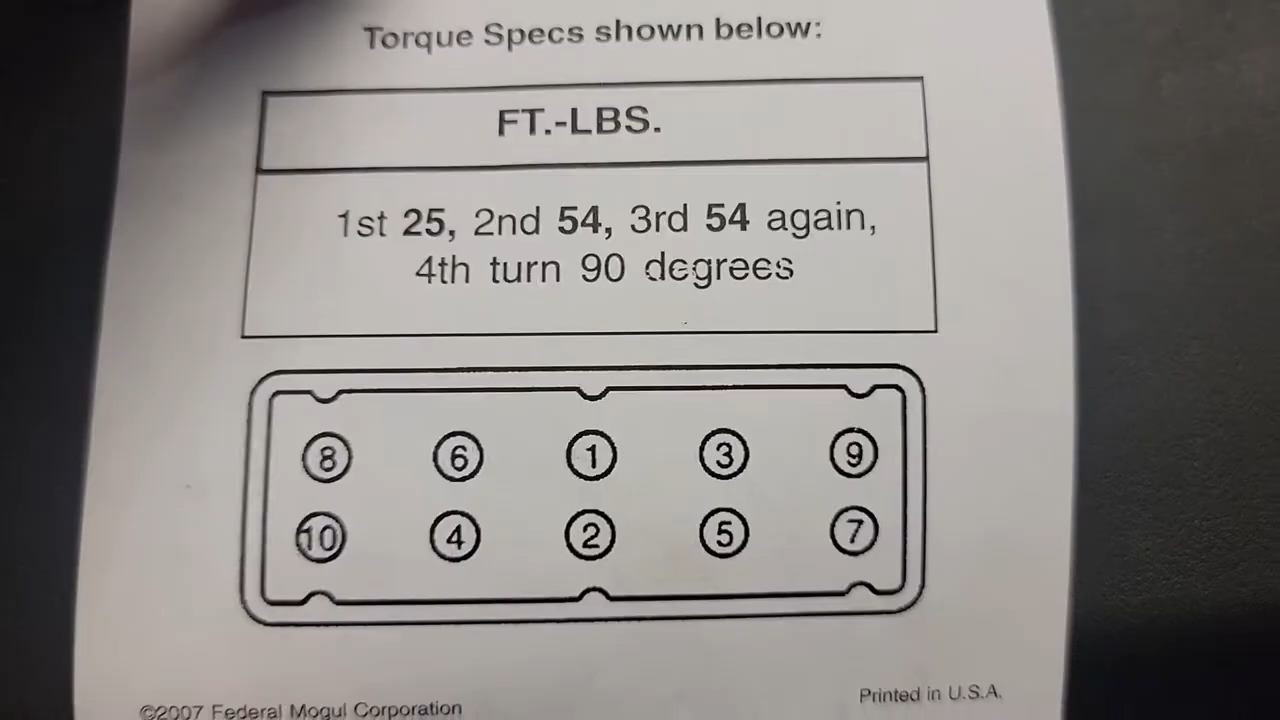 Torque Specs shown below:
FT.-LBS.
1st 25, 2nd 54, 3rd 54 again,
4th turn 90 degrees
8 6 1 3 9
10 4 2 5 7
Printed in U.S.A.
©2007 Federal Mogul Corporation